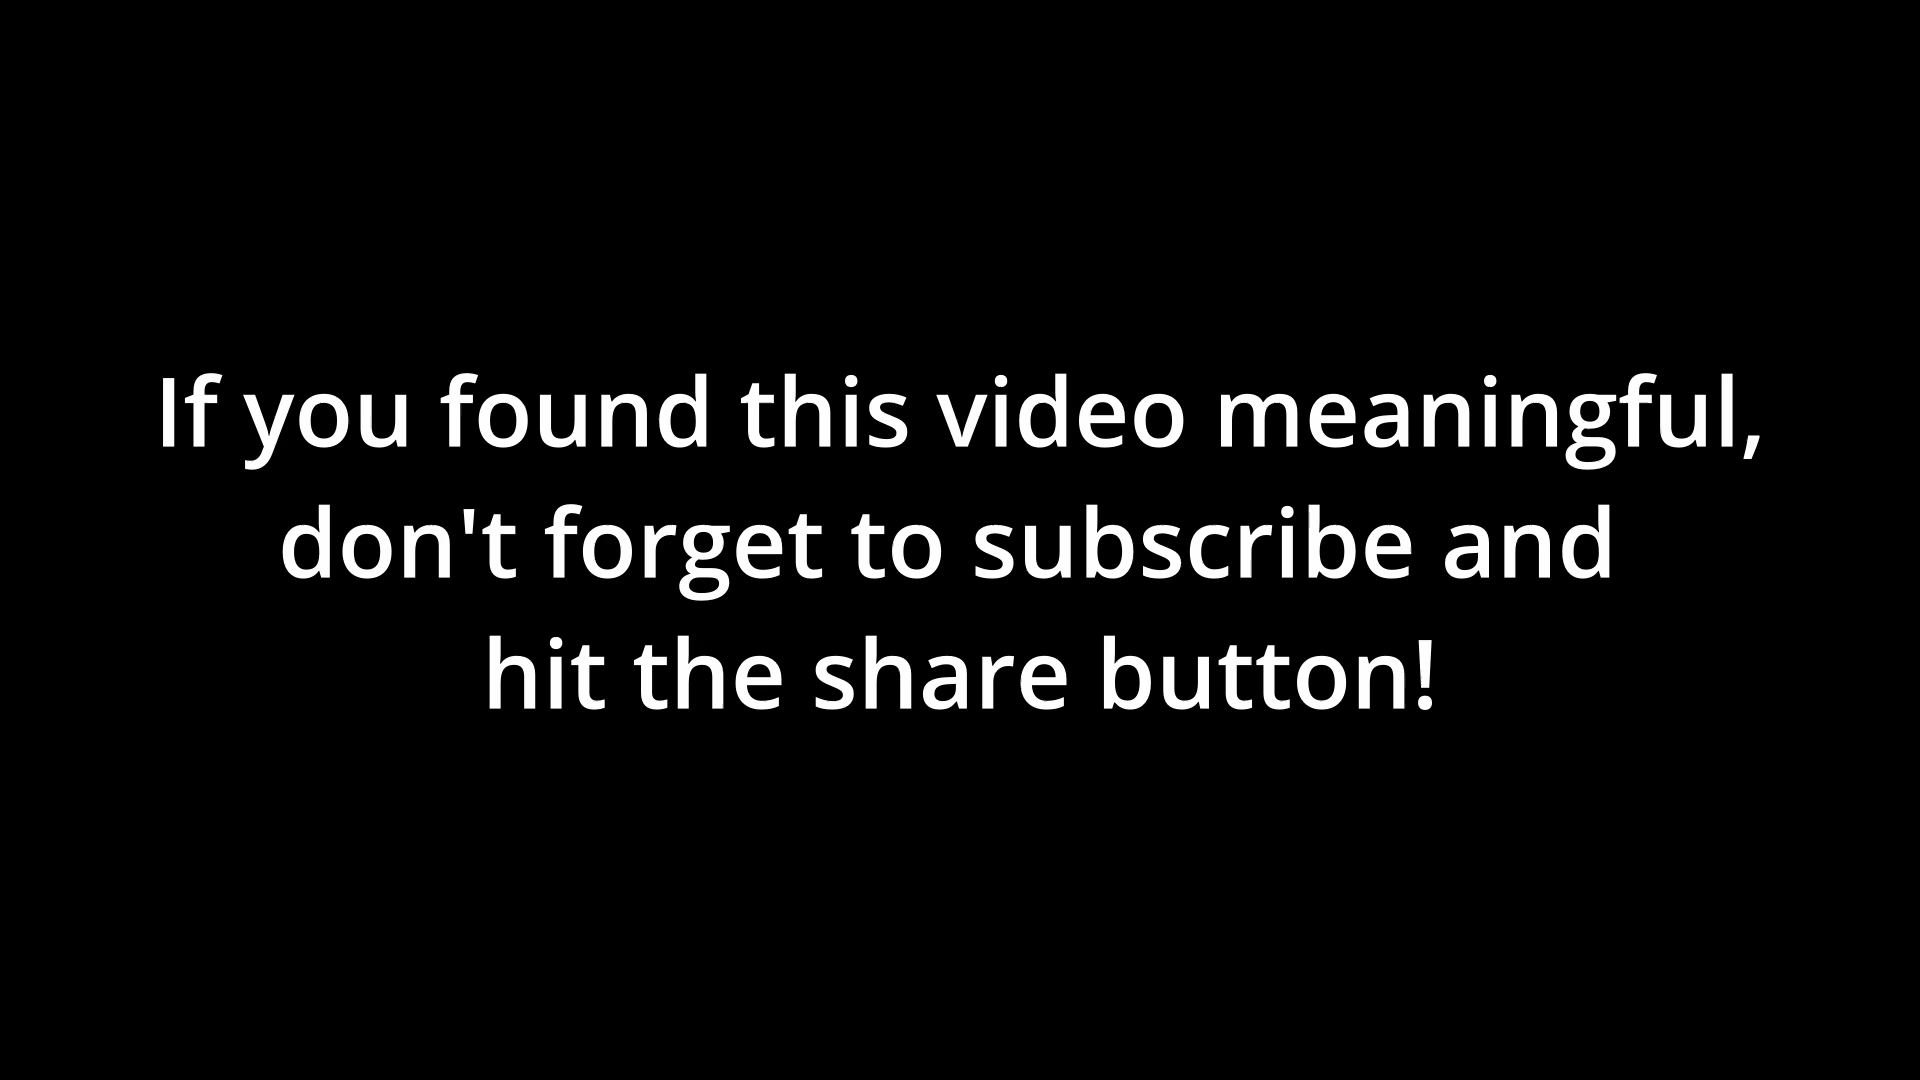 If you found this video meaningful,
don't forget to subscribe and
hit the share button!